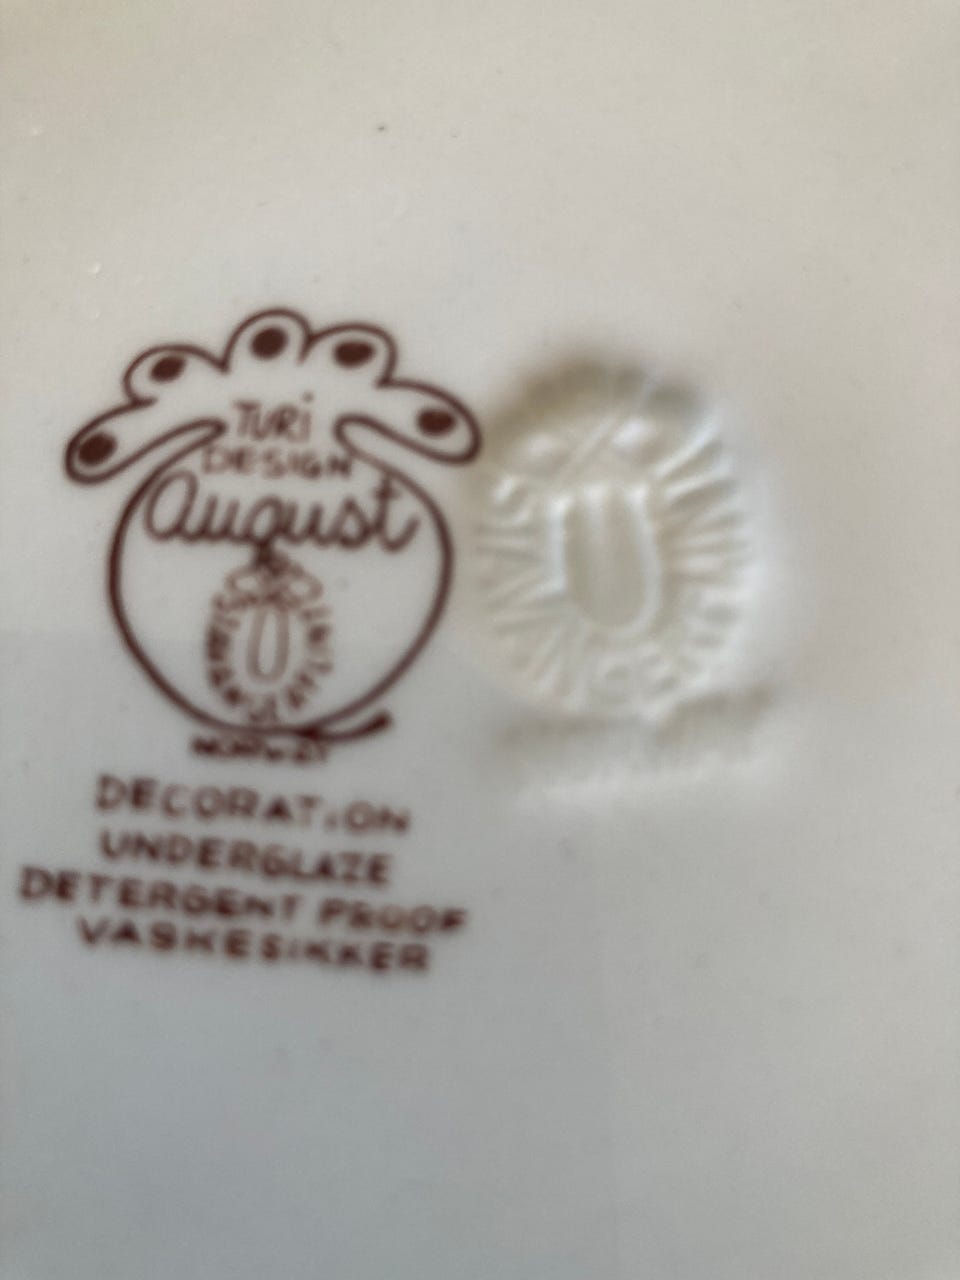 TURi
DESIGN
August
NORWAY
DECORATION
UNDERGLAZE
DETERGENT PROOF
VASKESIKKER